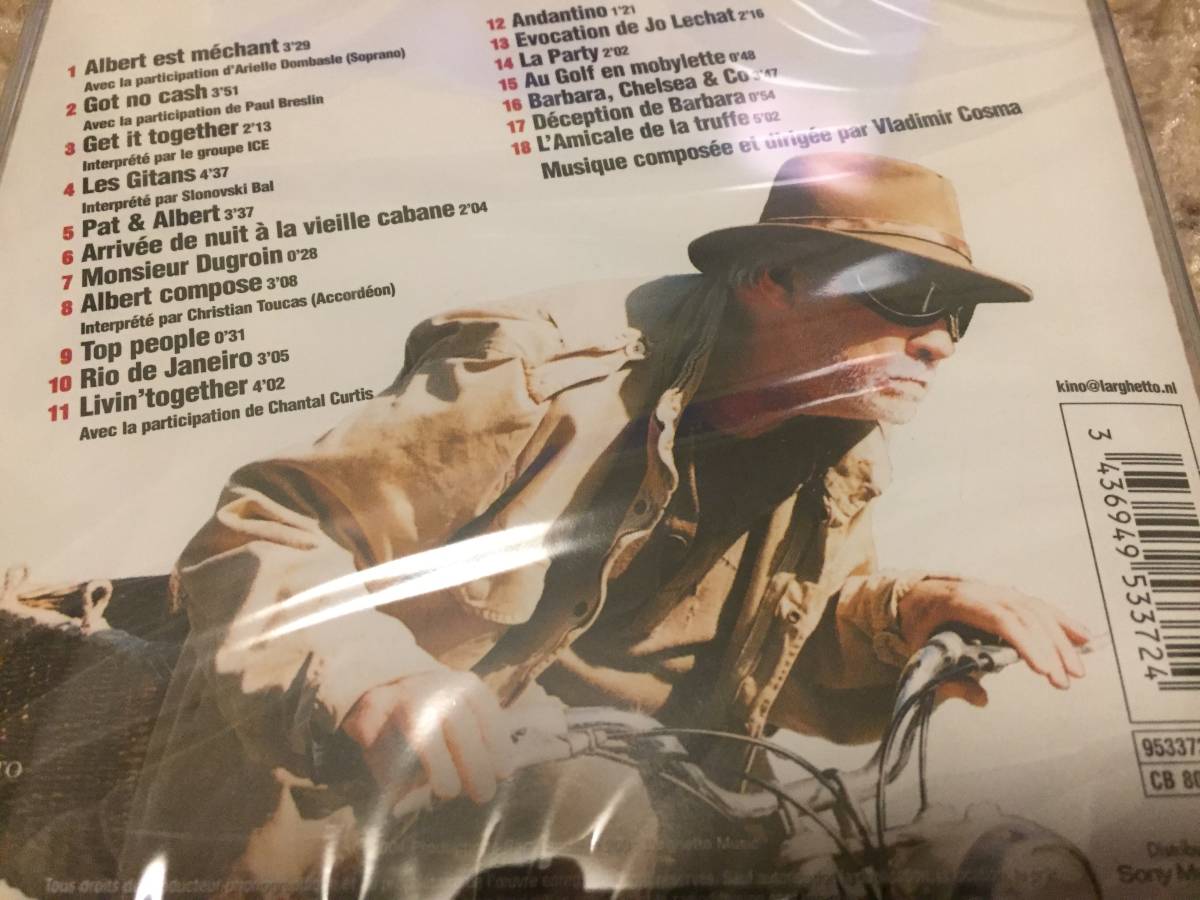 1 Albert est méchant 3'29
Avec la participation d'Arielle Dombasle (Soprano)
2 Got no cash 3'51
Avec la participation de Paul Breslin
3 Get it together 2'13
Interprété par le groupe ICE
4 Les Gitans 4'37
Interprété par Slonovski Bal
5 Pat & Albert 3'37
6 Arrivée de nuit à la vieille cabane 2'04
7 Monsieur Dugroin 0'28
8 Albert compose 3'08
Interprété par Christian Toucas (Accordéon)
9 Top people 0'31
10 Rio de Janeiro 3'05
11 Livin'together 4'02
Avec la participation de Chantal Curtis
12 Andantino 1'21
13 Evocation de Jo Lechat 2'16
14 La Party 2'02
15 Au Golf en mobylette 0'48
16 Barbara, Chelsea & Co
17 Déception de Barbara 0'54
18 L'Amicale de la truffe 5'02
Musique composée et dirigée par Vladimir Cosma
kino@larghetto.nl
3 436949 533724
95337
CB 80
TO
Tous droits
l'œuvre
Sony M